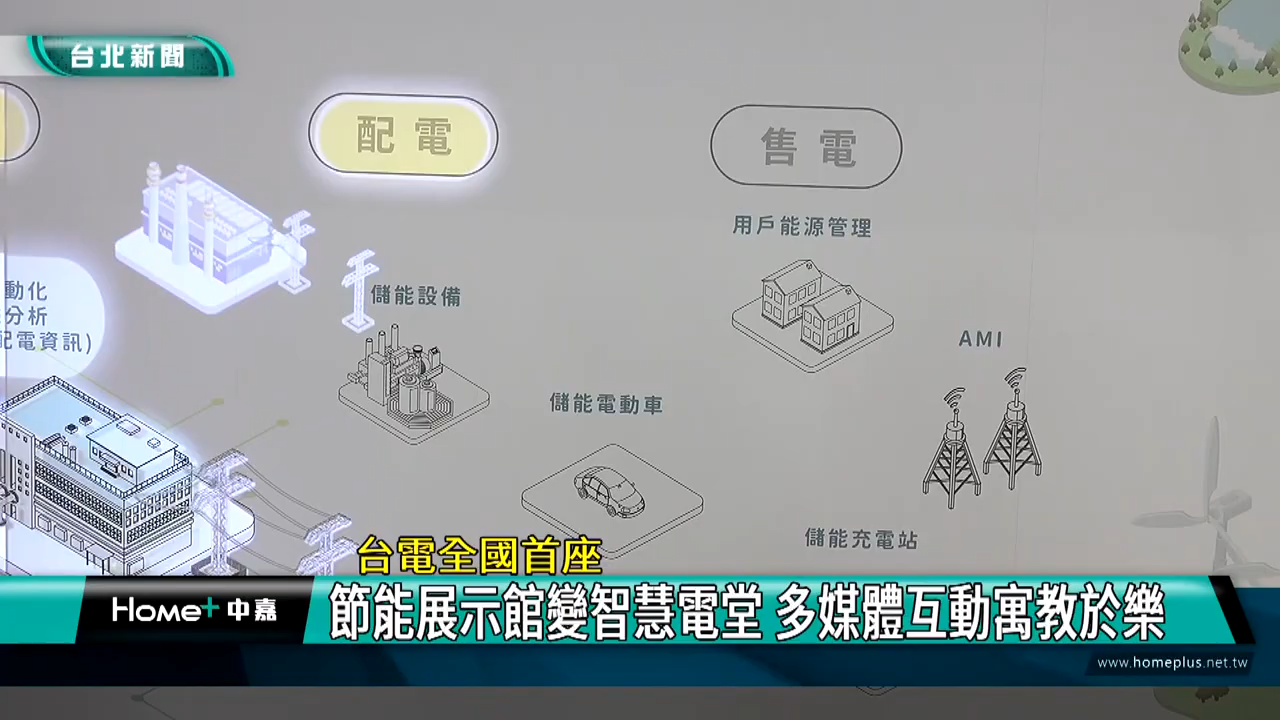 台北新聞
配電
售電
用戶能源管理
動化
分析
配電資訊)
儲能設備
AMI
儲能電動車
儲能充電站
台電全國首座
Home+中嘉
節能展示館變智慧電堂 多媒體互動寓教於樂
www.homeplus.net.tw